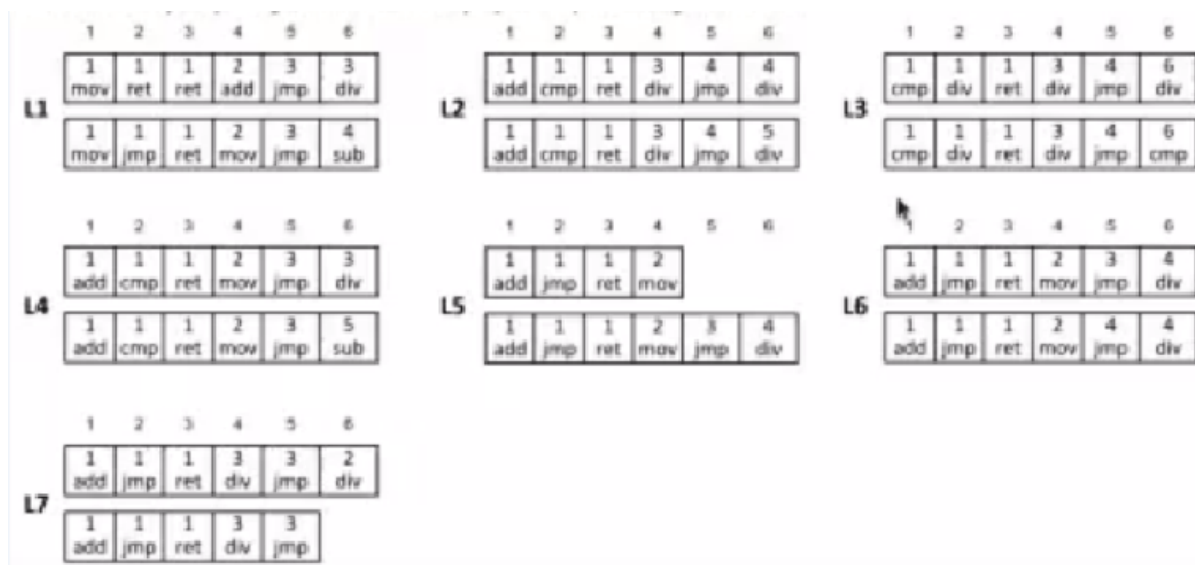 1 2 3 4 5 6
1 1 1 2 3 3
mov ret ret add jmp div
L1
1 1 1 2 3 4
mov jmp ret mov jmp sub
1 2 3 4 5 6
1 1 1 3 4 4
add cmp ret div jmp div
L2
1 1 1 3 4 5
add cmp ret div jmp div
1 2 3 4 5 6
1 1 1 3 4 6
cmp div ret div jmp div
L3
1 1 1 3 4 6
cmp div ret div jmp cmp
1 2 3 4 5 6
1 1 1 2 3 3
add cmp ret mov jmp div
L4
1 1 1 2 3 5
add cmp ret mov jmp sub
1 2 3 4 5 6
1 1 1 2
add jmp ret mov
L5
1 1 1 2 3 4
add jmp ret mov jmp div
1 2 3 4 5 6
1 1 1 2 3 4
add jmp ret mov jmp div
L6
1 1 1 2 4 4
add jmp ret mov jmp div
1 2 3 4 5 6
1 1 1 3 3 2
add jmp ret div jmp div
L7
1 1 1 3 3
add jmp ret div jmp